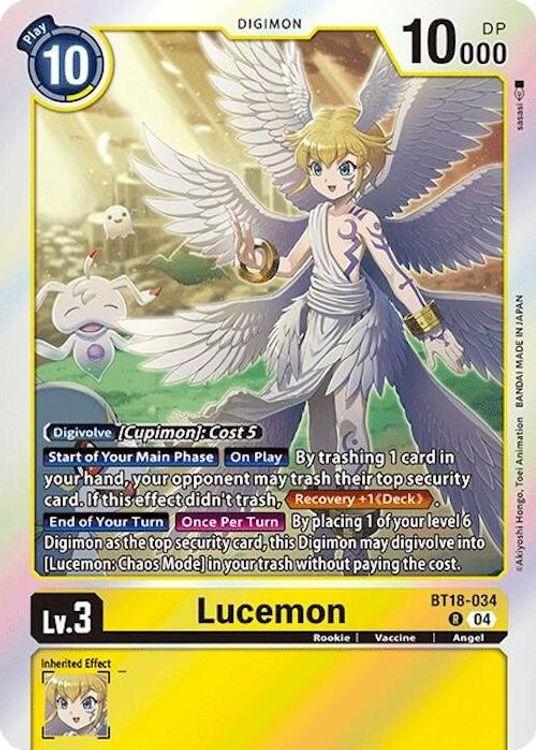 Play
10
DIGIMON
10000
DP
sasasi
Digivolve [Cupimon]: Cost 5
Start of Your Main Phase On Play By trashing 1 card in
your hand, your opponent may trash their top security
card. If this effect didn't trash, Recovery +1《Deck》.
End of Your Turn Once Per Turn By placing 1 of your level 6
Digimon as the top security card, this Digimon may digivolve into
[Lucemon: Chaos Mode] in your trash without paying the cost.
©Akiyoshi Hongo, Toei Animation BANDAI MADE IN JAPAN
Lv.3
Lucemon
BT18-034
R 04
Rookie | Vaccine | Angel
Inherited Effect
–